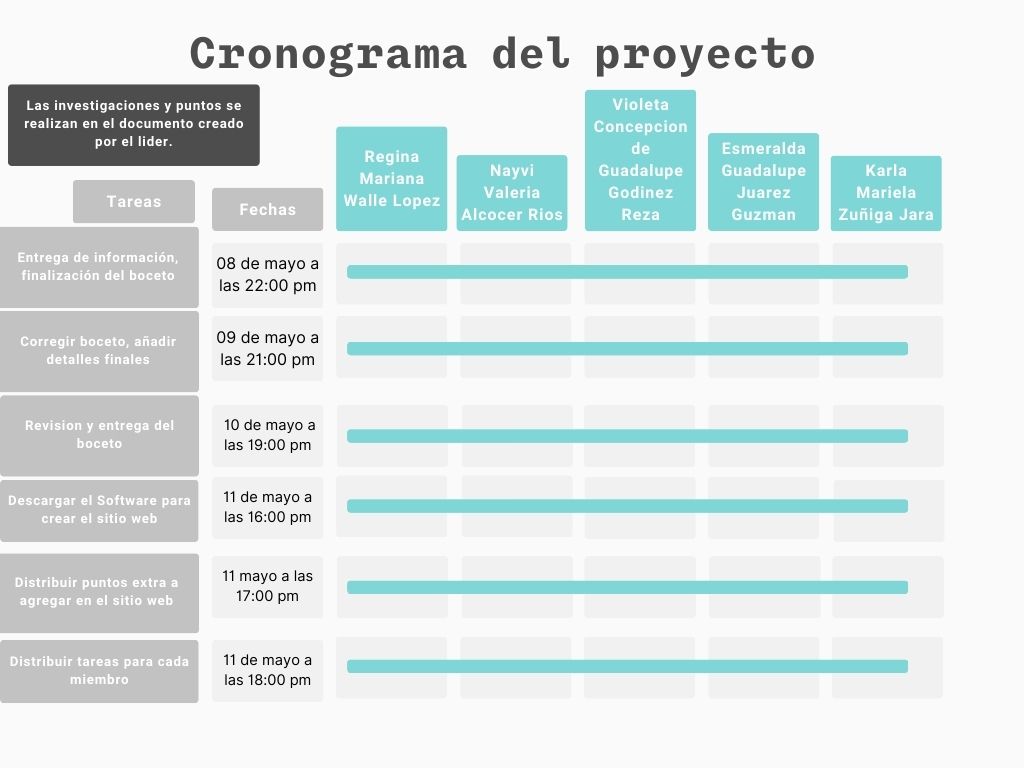 Cronograma del proyecto
Las investigaciones y puntos se
realizan en el documento creado
por el lider.
Tareas
Fechas
Regina
Mariana
Walle Lopez
Nayvi
Valeria
Alcocer Rios
Violeta
Concepcion
de
Guadalupe
Godinez
Reza
Esmeralda
Guadalupe
Juarez
Guzman
Karla
Mariela
Zuñiga Jara
Entrega de información,
finalización del boceto
08 de mayo a
las 22:00 pm
Corregir boceto, añadir
detalles finales
09 de mayo a
las 21:00 pm
Revision y entrega del
boceto
10 de mayo a
las 19:00 pm
Descargar el Software para
crear el sitio web
11 de mayo a
las 16:00 pm
Distribuir puntos extra a
agregar en el sitio web
11 mayo a las
17:00 pm
Distribuir tareas para cada
miembro
11 de mayo a
las 18:00 pm